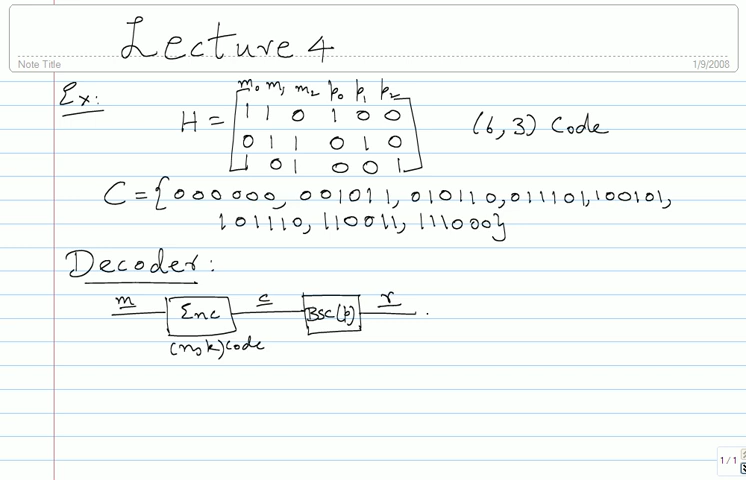 Lecture 4
Note Title
1/9/2008
Ex:
m₀ m₁ m₂ p₀ p₁ p₂
H = [ 1 1 0 1 0 0
0 1 1 0 1 0
1 0 1 0 0 1 ]
(6, 3) Code
C = {000000, 001011, 010110, 011101, 100101,
101110, 110011, 111000}
Decoder:
m Enc c BSC(p) r
(n,k) code
1 / 1